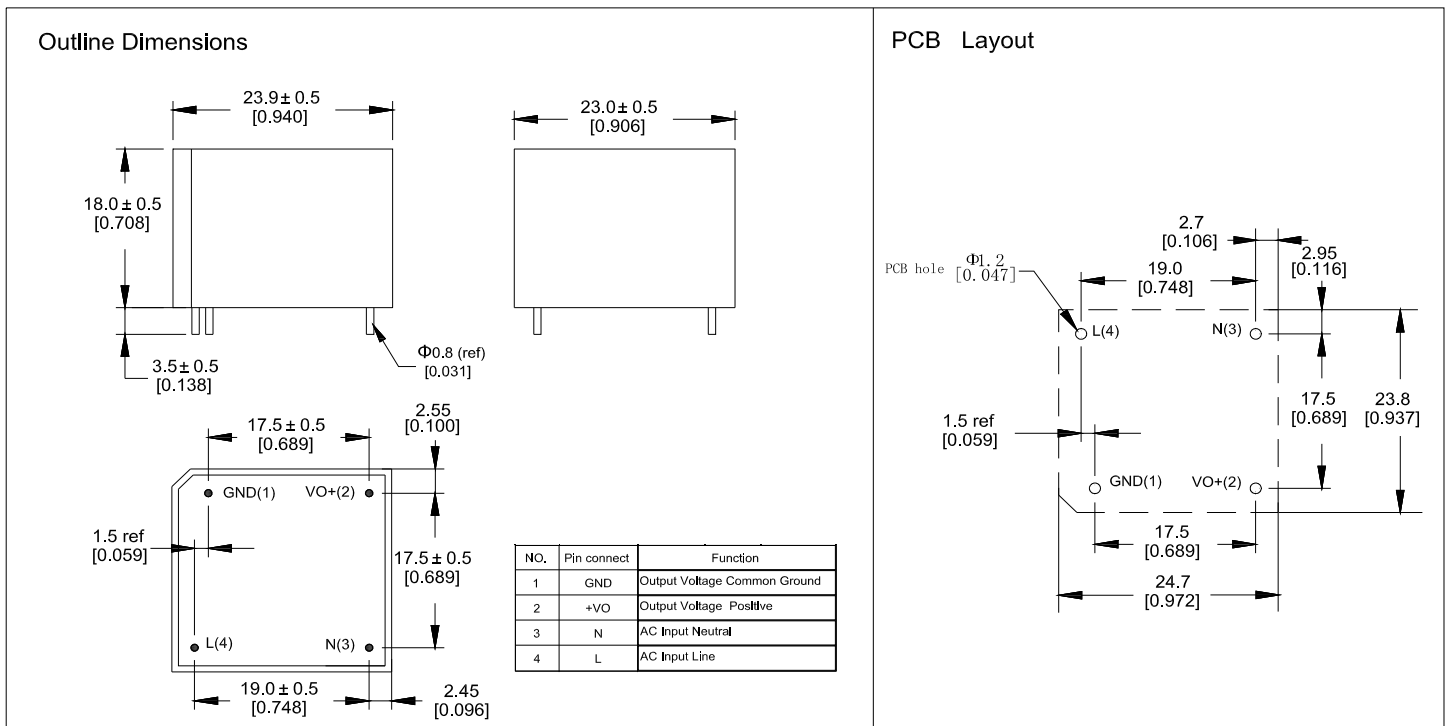 Outline Dimensions
23.9± 0.5
[0.940]
23.0± 0.5
[0.906]
18.0± 0.5
[0.708]
3.5± 0.5
[0.138]
Φ0.8 (ref)
[0.031]
17.5± 0.5
[0.689]
2.55
[0.100]
GND(1)
VO+(2)
1.5 ref
[0.059]
17.5± 0.5
[0.689]
L(4)
N(3)
19.0± 0.5
[0.748]
2.45
[0.096]
NO. Pin connect Function
1 GND Output Voltage Common Ground
2 +VO Output Voltage Positive
3 N AC Input Neutral
4 L AC Input Line
PCB Layout
2.7
[0.106]
2.95
[0.116]
PCB hole Φ1.2
[0.047]
19.0
[0.748]
L(4)
N(3)
17.5
[0.689]
23.8
[0.937]
1.5 ref
[0.059]
GND(1)
VO+(2)
17.5
[0.689]
24.7
[0.972]